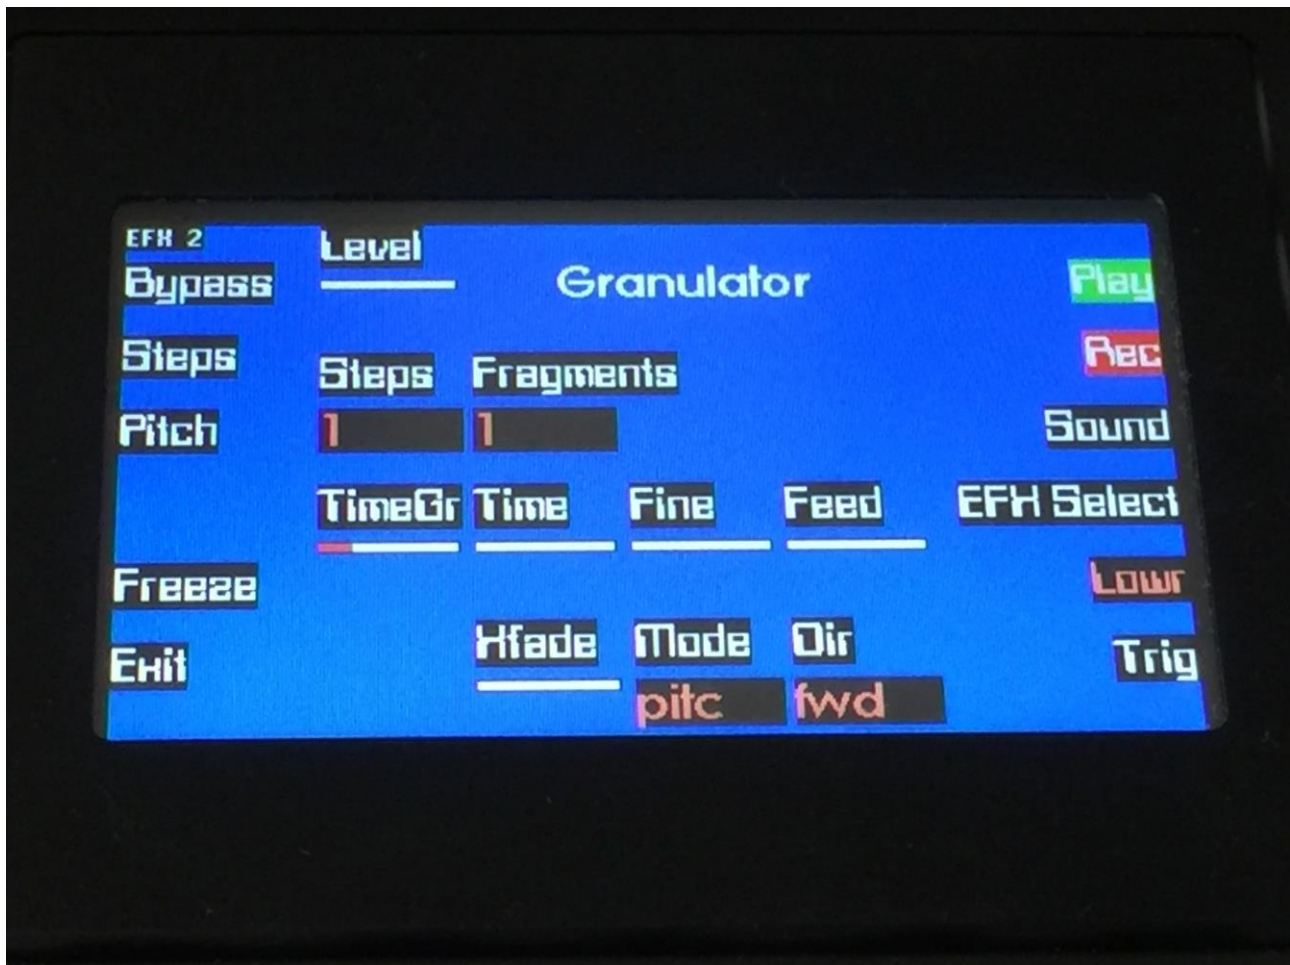 EFX 2
Level
Bypass
Granulator
Play
Steps
Steps
Fragments
Rec
Pitch
1
1
Sound
TimeGr
Time
Fine
Feed
EFX Select
Freeze
Lowr
Xfade
Mode
Dir
Exit
Trig
pitc
fwd